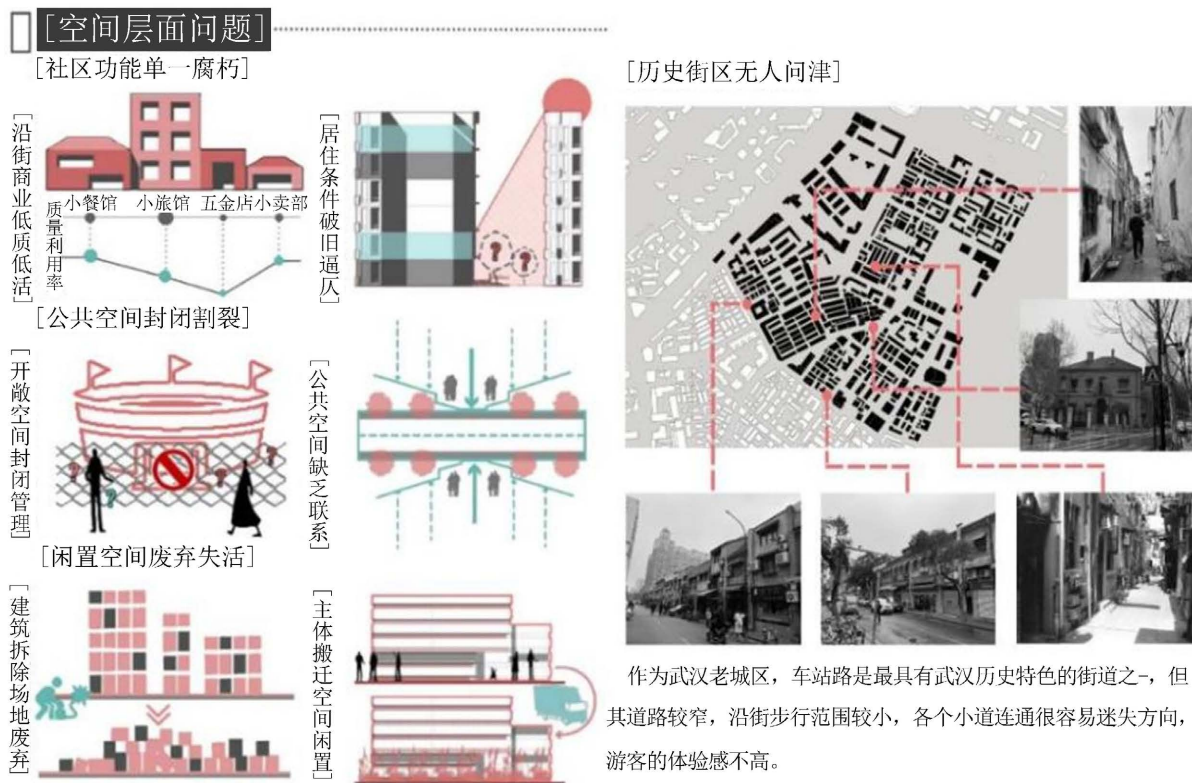 [空间层面问题]
[社区功能单一腐朽]
[沿街商业低质低活]
小餐馆 小旅馆 五金店 小卖部
质量利用率
[居住条件破旧逼仄]
[公共空间封闭割裂]
[开敞空间封闭管理]
[公共空间缺乏联系]
[闲置空间废弃失活]
[建筑拆除场地废弃]
[主体搬迁空间闲置]
[历史街区无人问津]
作为武汉老城区，车站路是最具有武汉历史特色的街道之-，但
其道路较窄，沿街步行范围较小，各个小道连通很容易迷失方向，
游客的体验感不高。